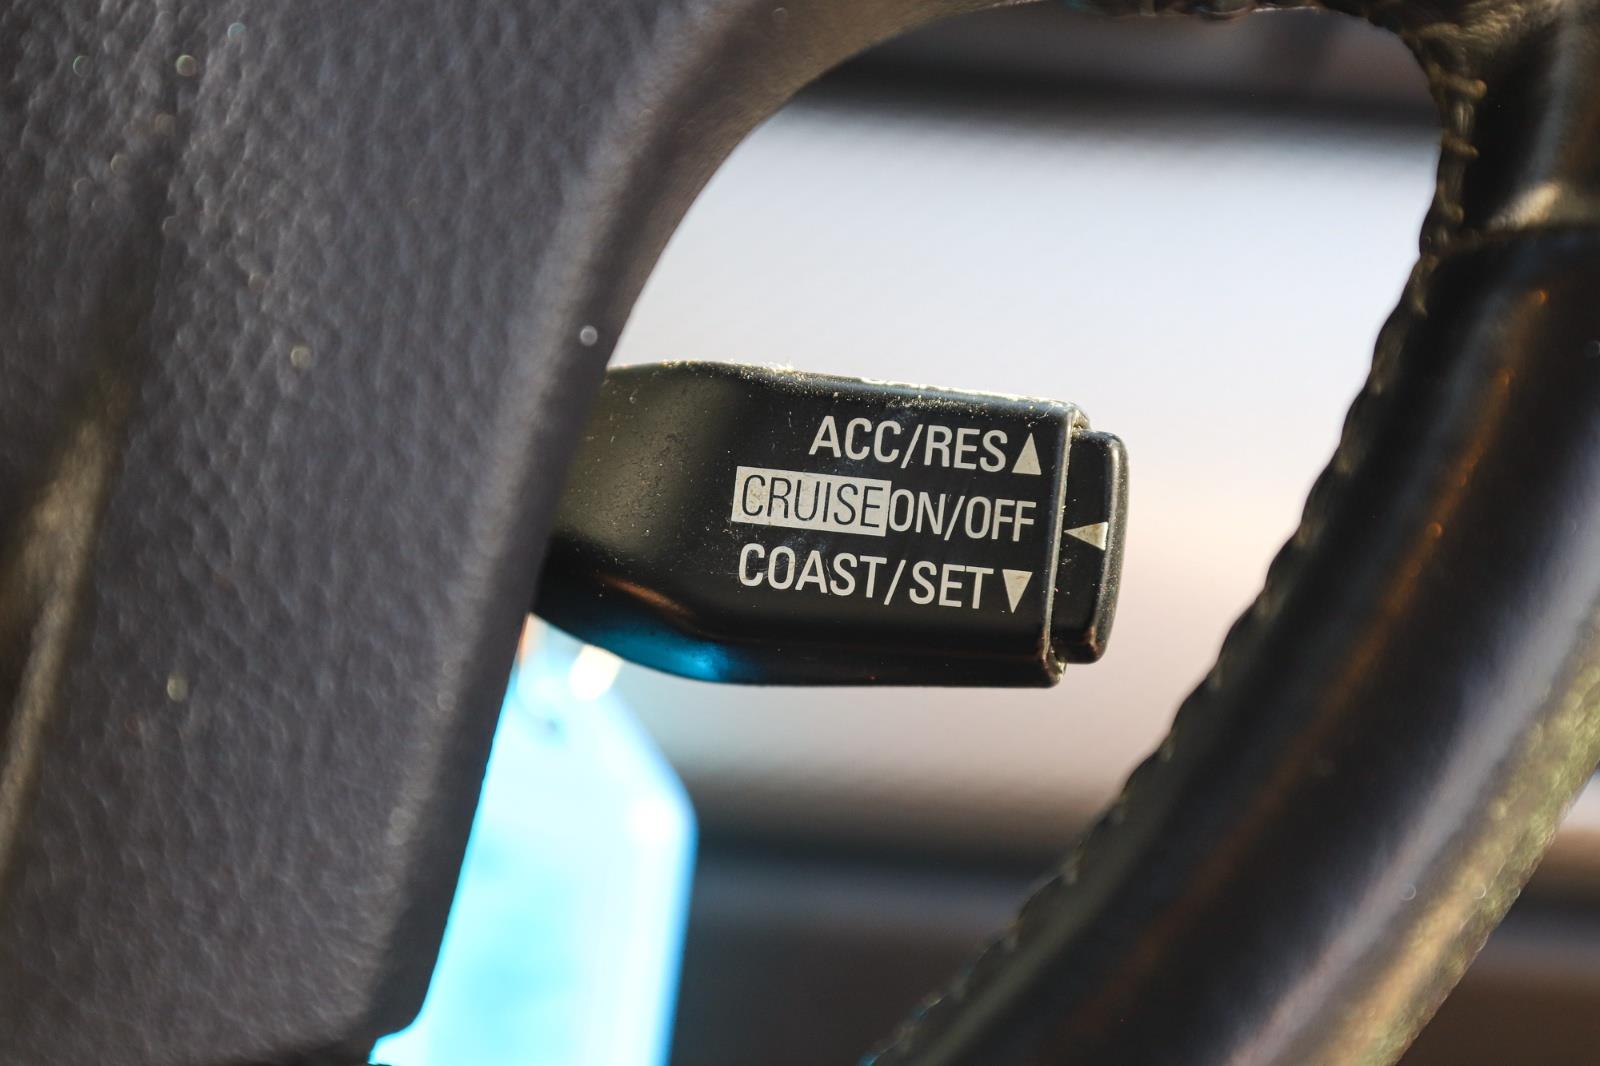 ACC/RES▲
CRUISE ON/OFF ◀
COAST/SET▼